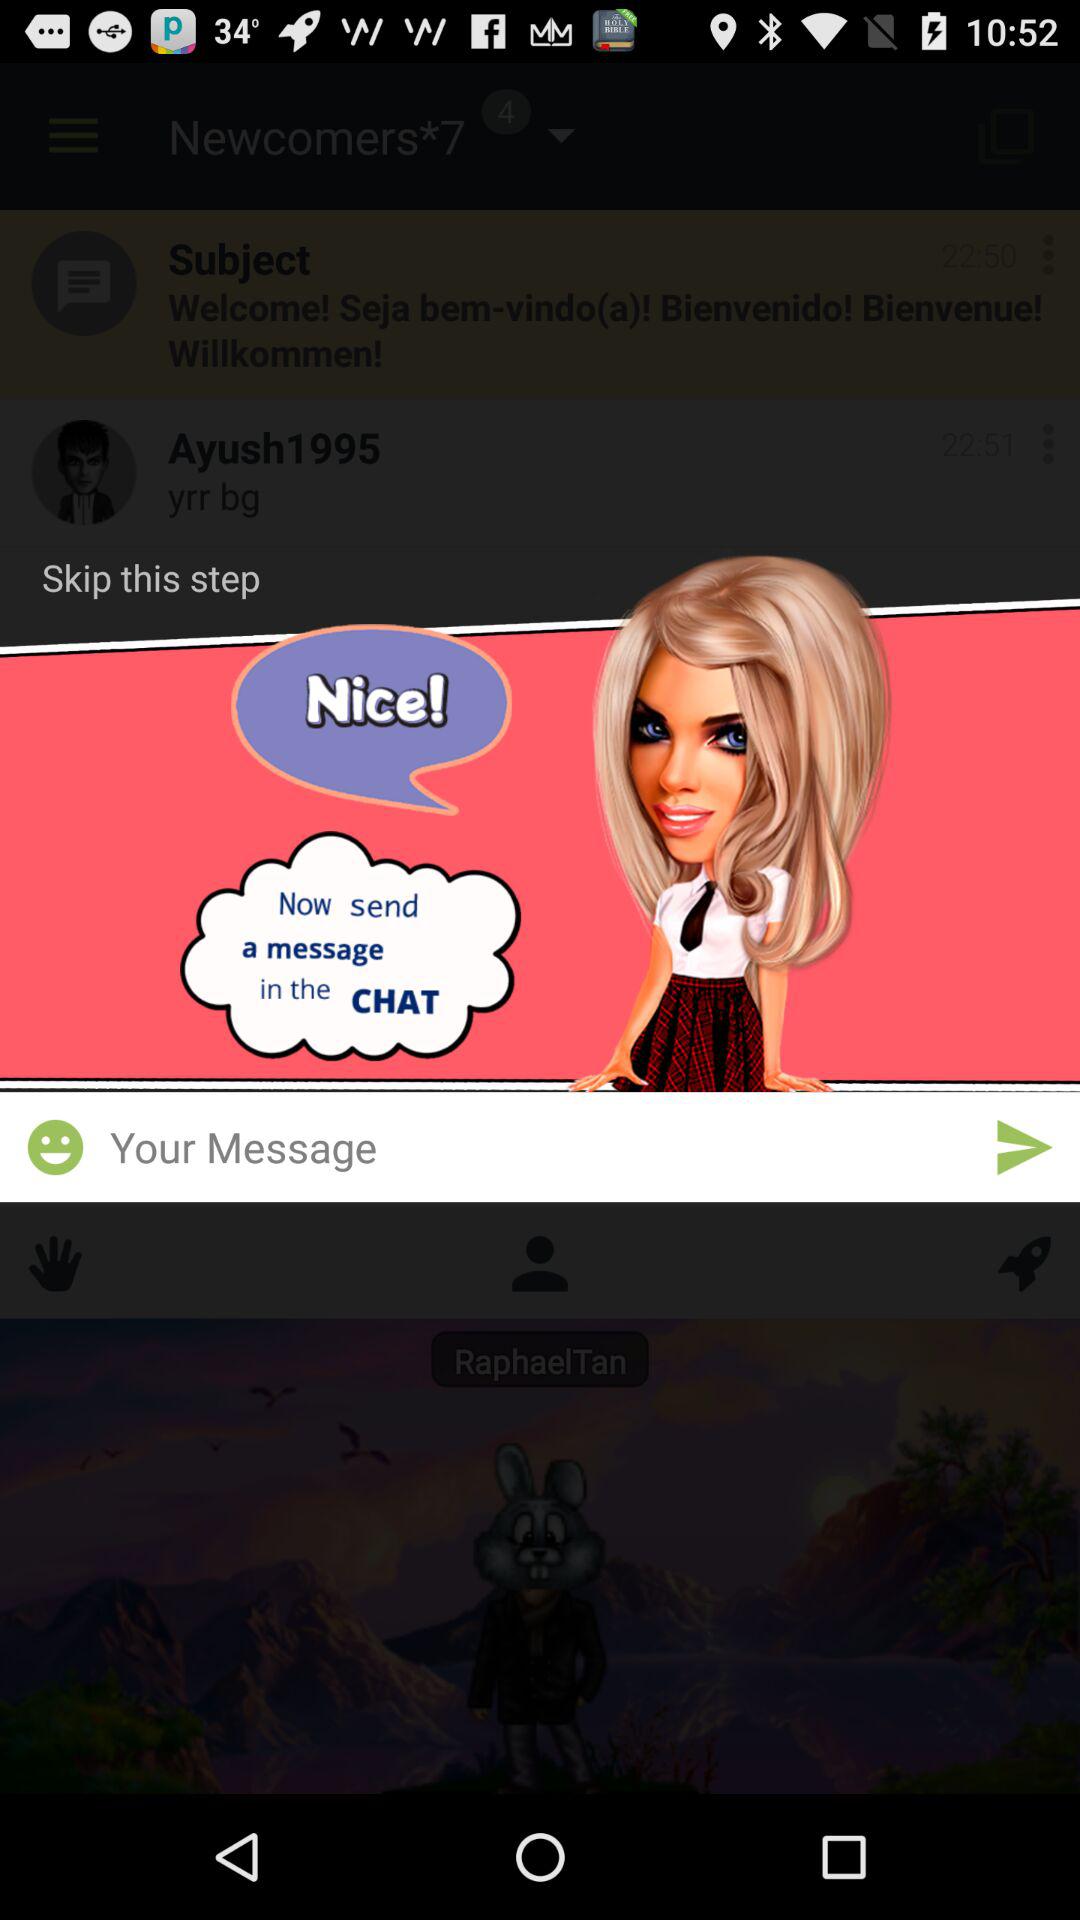 34° 10:52
Newcomers*7 4
Subject 22:50
Welcome! Seja bem-vindo(a)! Bienvenido! Bienvenue!
Willkommen!
Ayush1995 22:51
yrr bg
Skip this step
Nice!
Now send
a message
in the CHAT
Your Message
RaphaelTan